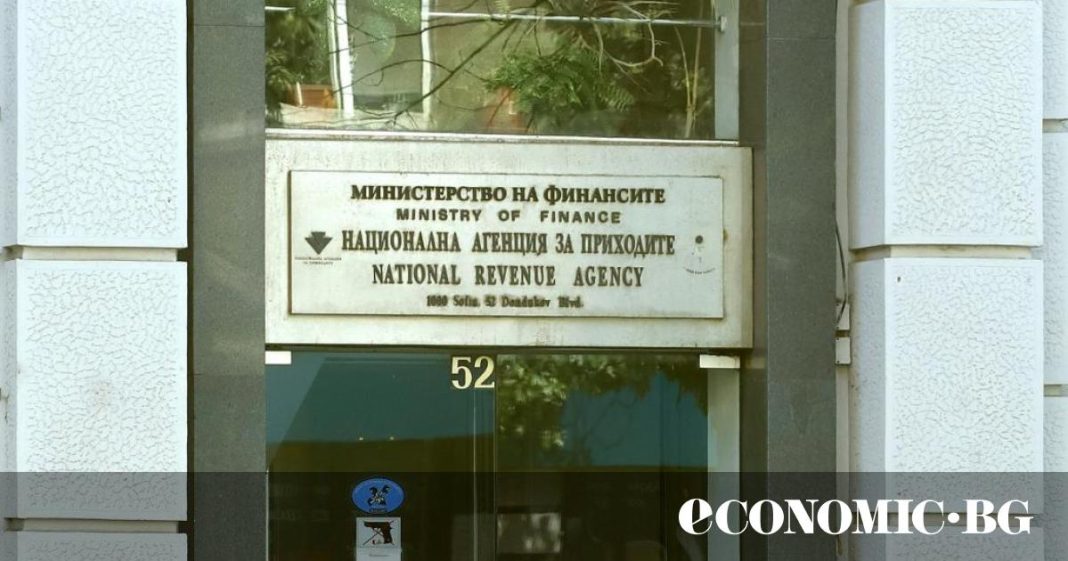 МИНИСТЕРСТВО НА ФИНАНСИТЕ
MINISTRY OF FINANCE
НАЦИОНАЛНА АГЕНЦИЯ ЗА ПРИХОДИТЕ
NATIONAL REVENUE AGENCY
1000 Sofia, 52 Dondukov Blvd.
52
eCONOMIC•BG